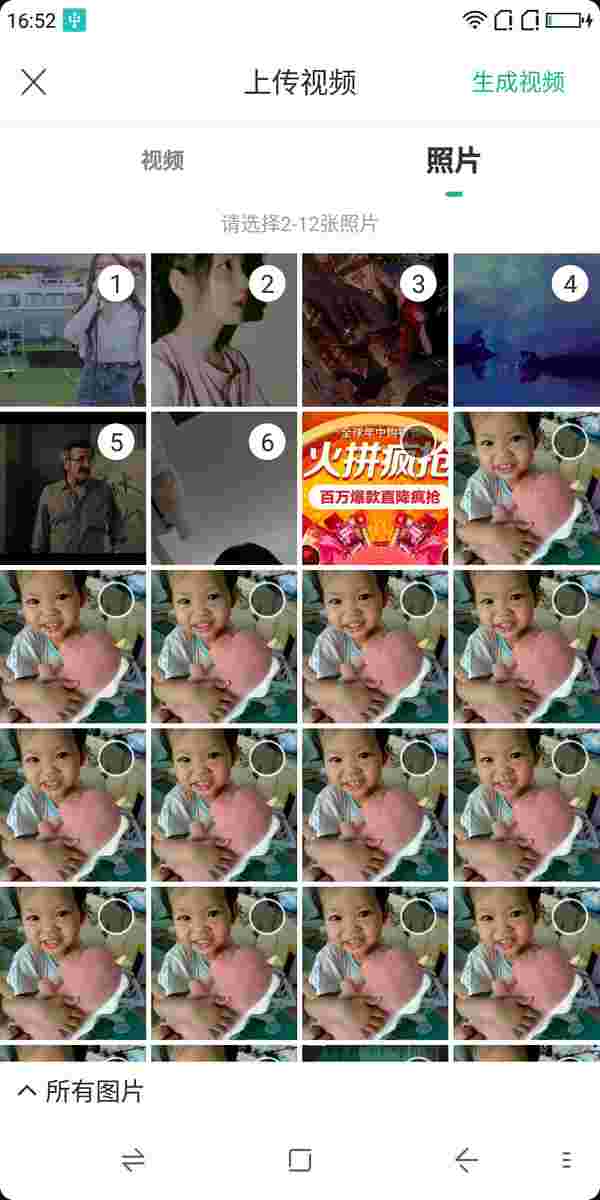 16:52
上传视频
生成视频
视频
照片
请选择2-12张照片
1
2
3
4
5
6
全球年中购物
火拼疯抢
百万爆款直降疯抢
所有图片